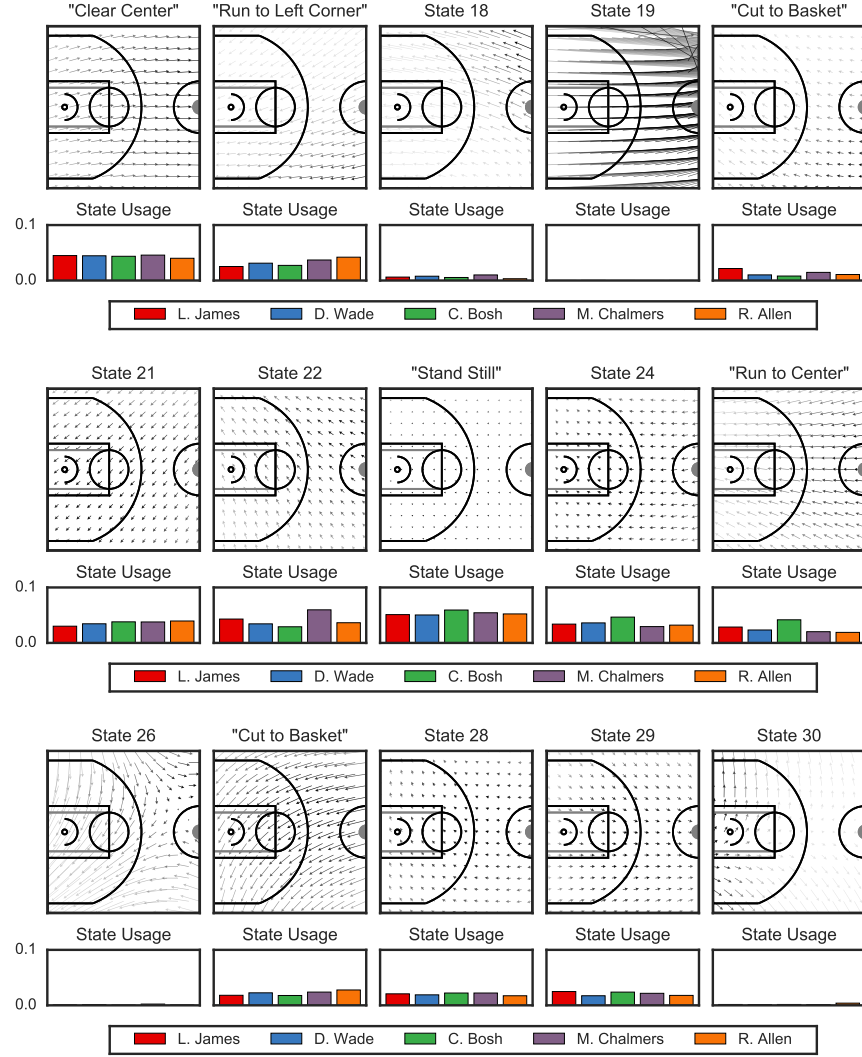 "Clear Center" "Run to Left Corner" State 18 State 19 "Cut to Basket"
State Usage State Usage State Usage State Usage State Usage
0.1
0.0
L. James D. Wade C. Bosh M. Chalmers R. Allen
State 21 State 22 "Stand Still" State 24 "Run to Center"
State Usage State Usage State Usage State Usage State Usage
0.1
0.0
L. James D. Wade C. Bosh M. Chalmers R. Allen
State 26 "Cut to Basket" State 28 State 29 State 30
State Usage State Usage State Usage State Usage State Usage
0.1
0.0
L. James D. Wade C. Bosh M. Chalmers R. Allen